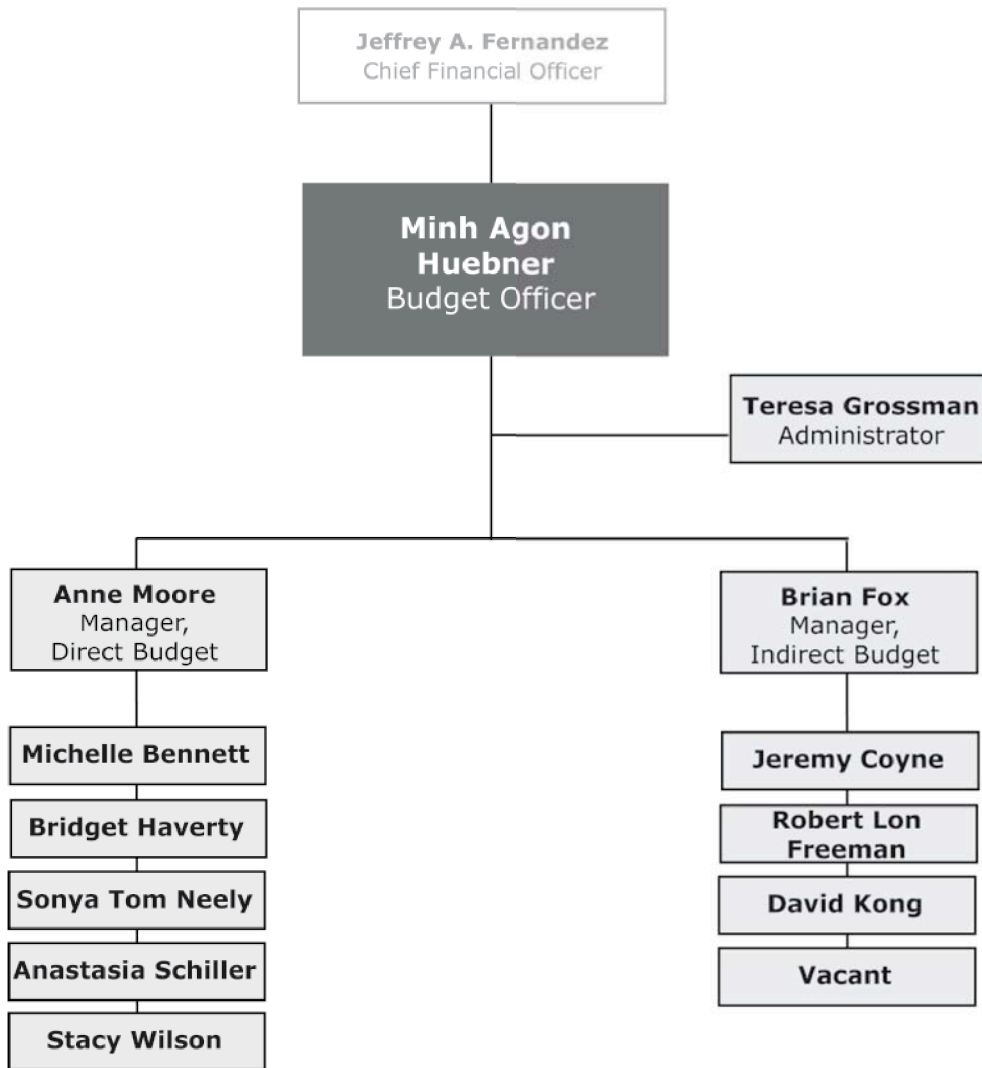 Jeffrey A. Fernandez
Chief Financial Officer
Minh Agon
Huebner
Budget Officer
Teresa Grossman
Administrator
Anne Moore
Manager,
Direct Budget
Michelle Bennett
Bridget Haverty
Sonya Tom Neely
Anastasia Schiller
Stacy Wilson
Brian Fox
Manager,
Indirect Budget
Jeremy Coyne
Robert Lon
Freeman
David Kong
Vacant